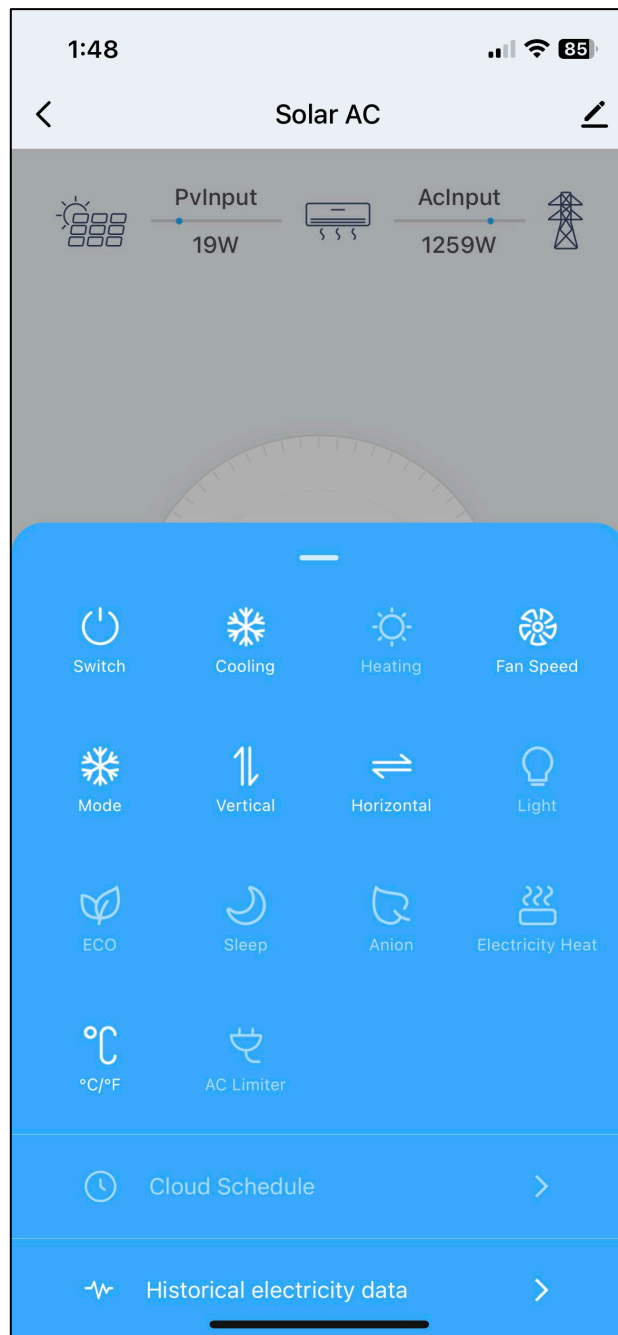 1:48
85
Solar AC
PvInput
AcInput
19W
1259W
Switch
Cooling
Heating
Fan Speed
Mode
Vertical
Horizontal
Light
ECO
Sleep
Anion
Electricity Heat
°C
°C/°F
AC Limiter
Cloud Schedule
Historical electricity data